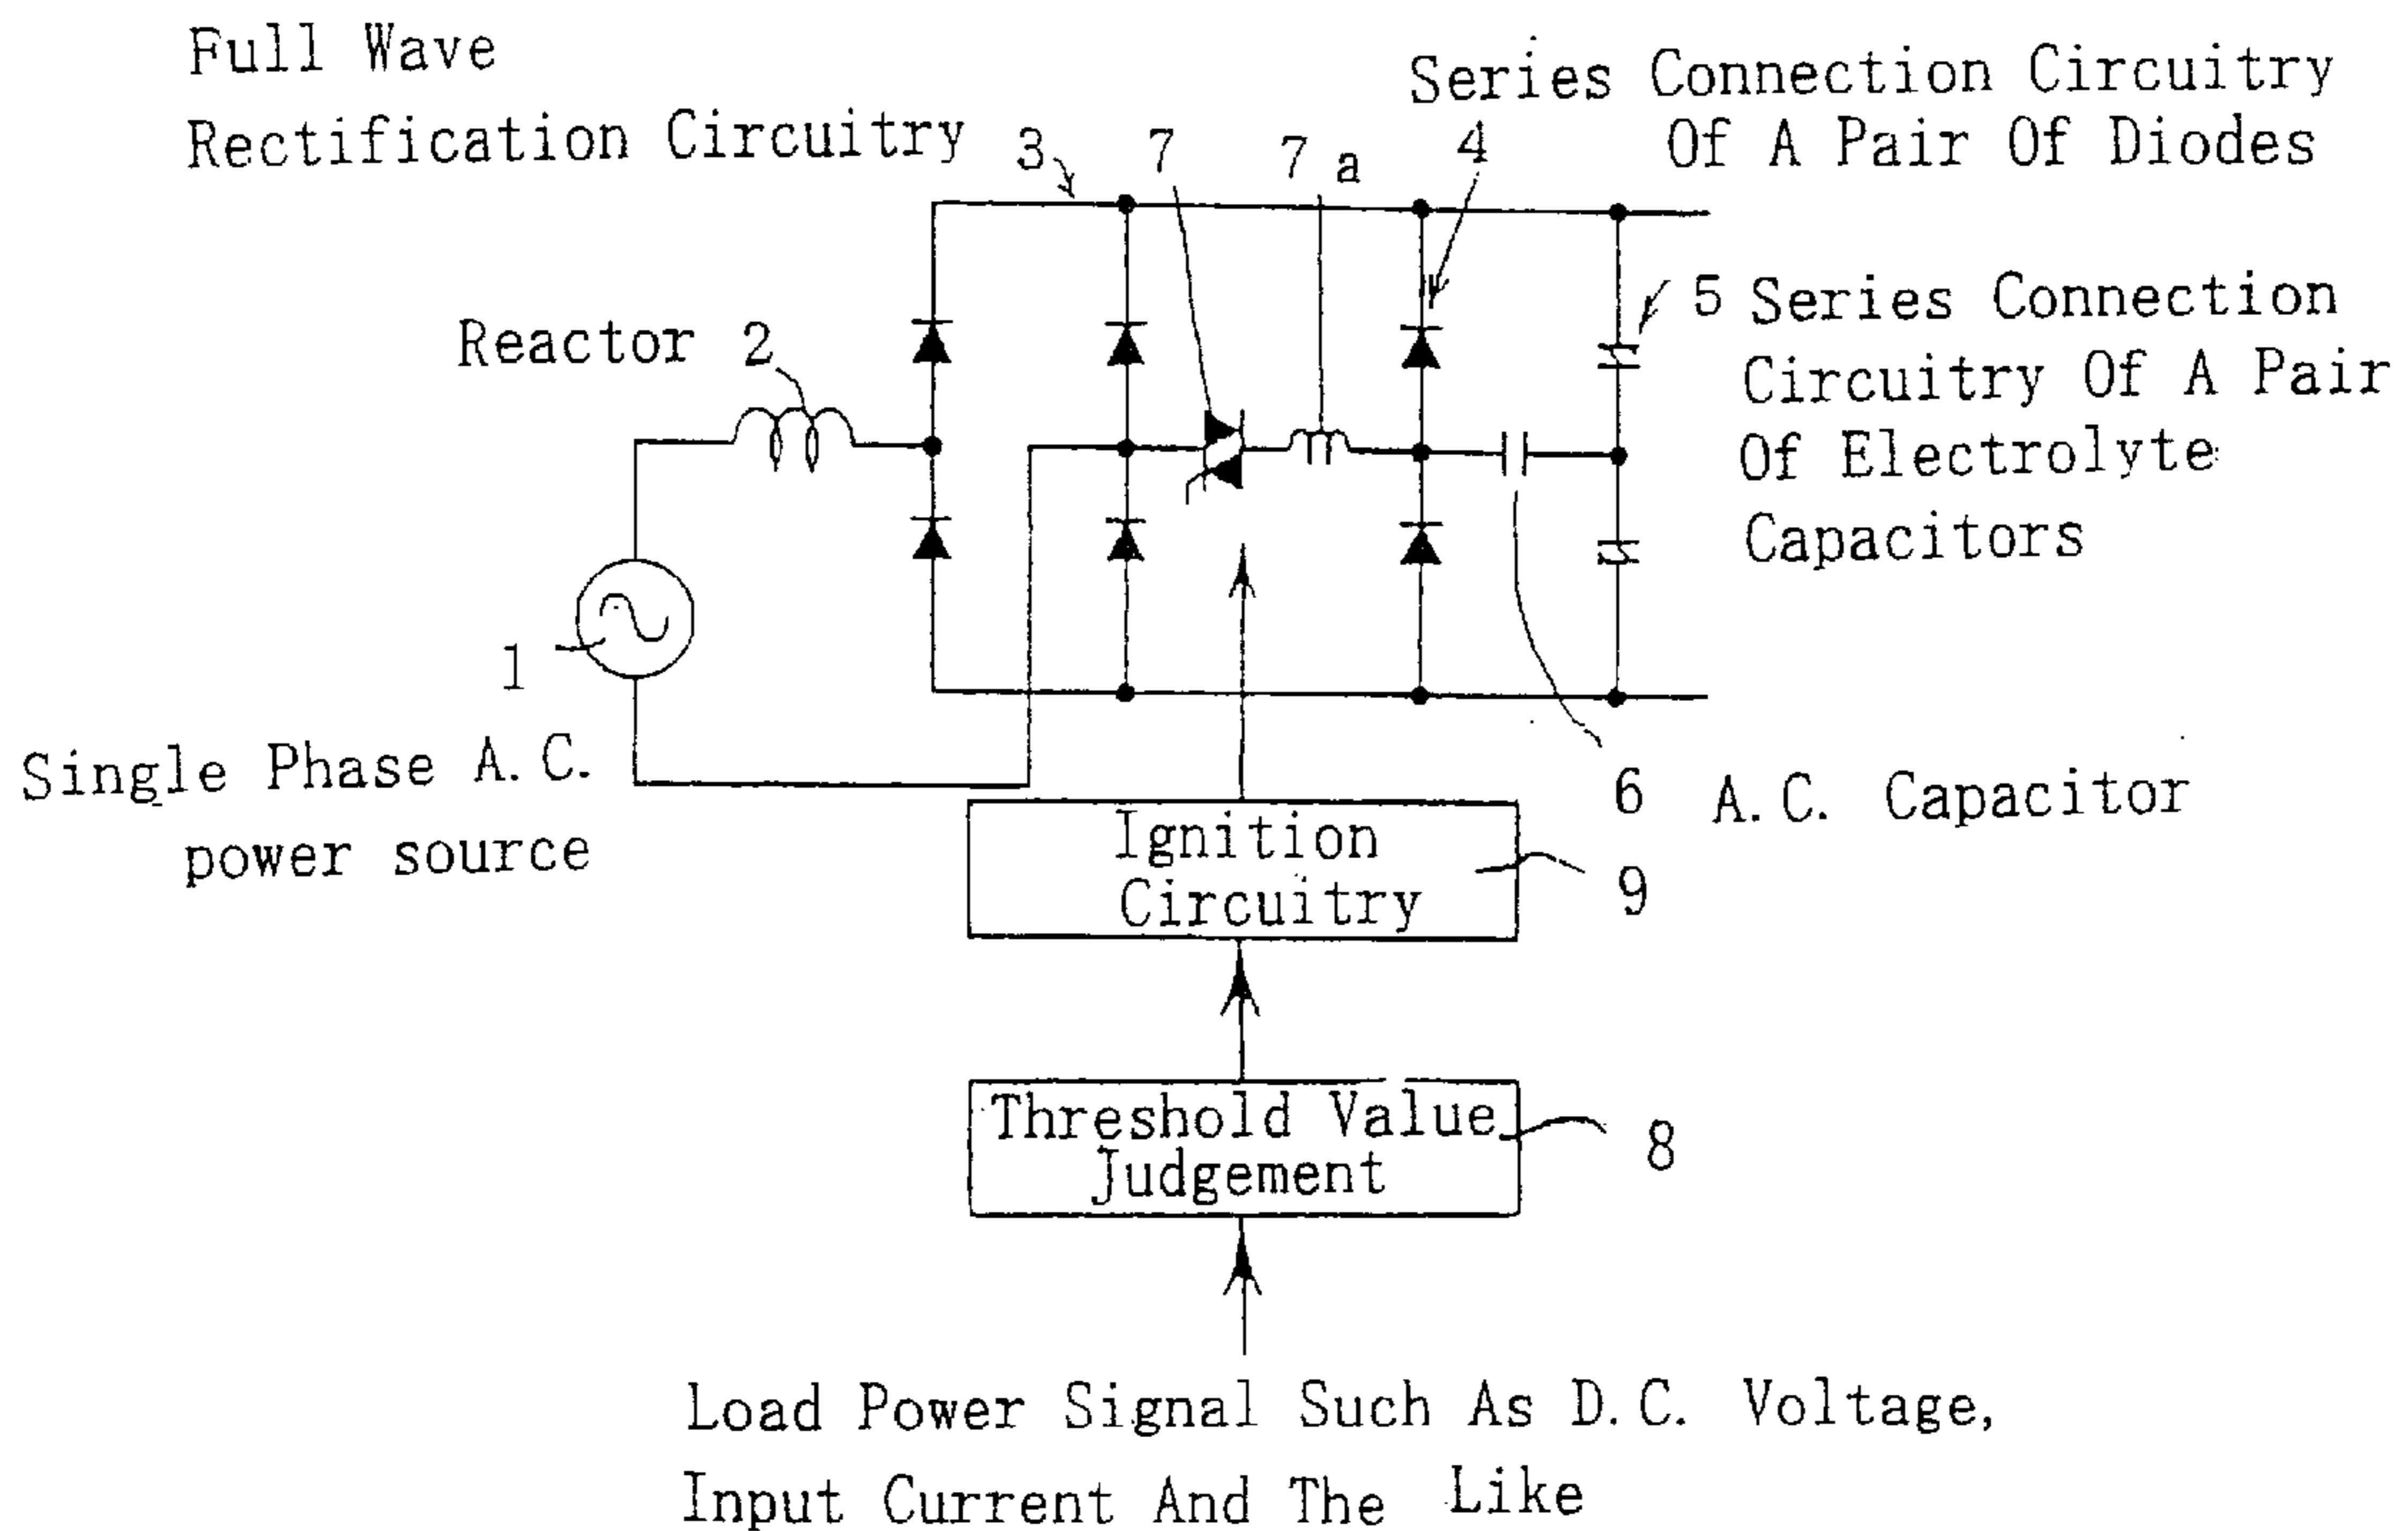 Full Wave
Rectification Circuitry
3
7
7a
4
Series Connection Circuitry
Of A Pair Of Diodes
Reactor 2
5 Series Connection
Circuitry Of A Pair
Of Electrolyte
Capacitors
1
Single Phase A.C.
power source
6 A.C. Capacitor
Ignition
Circuitry
9
Threshold Value
Judgement
8
Load Power Signal Such As D.C. Voltage,
Input Current And The Like